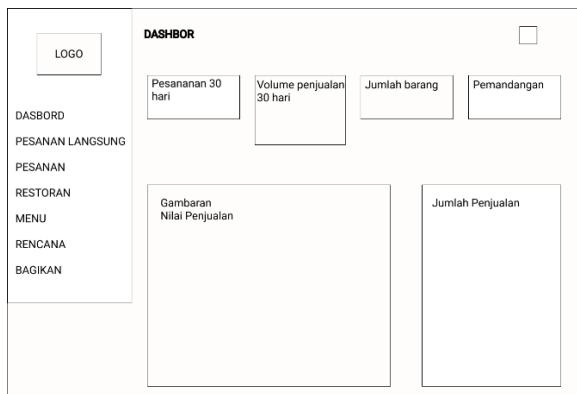 LOGO
DASHBOR
DASBORD
PESANAN LANGSUNG
PESANAN
RESTORAN
MENU
RENCANA
BAGIKAN
Pesananan 30
hari
Volume penjualan
30 hari
Jumlah barang
Pemandangan
Gambaran
Nilai Penjualan
Jumlah Penjualan